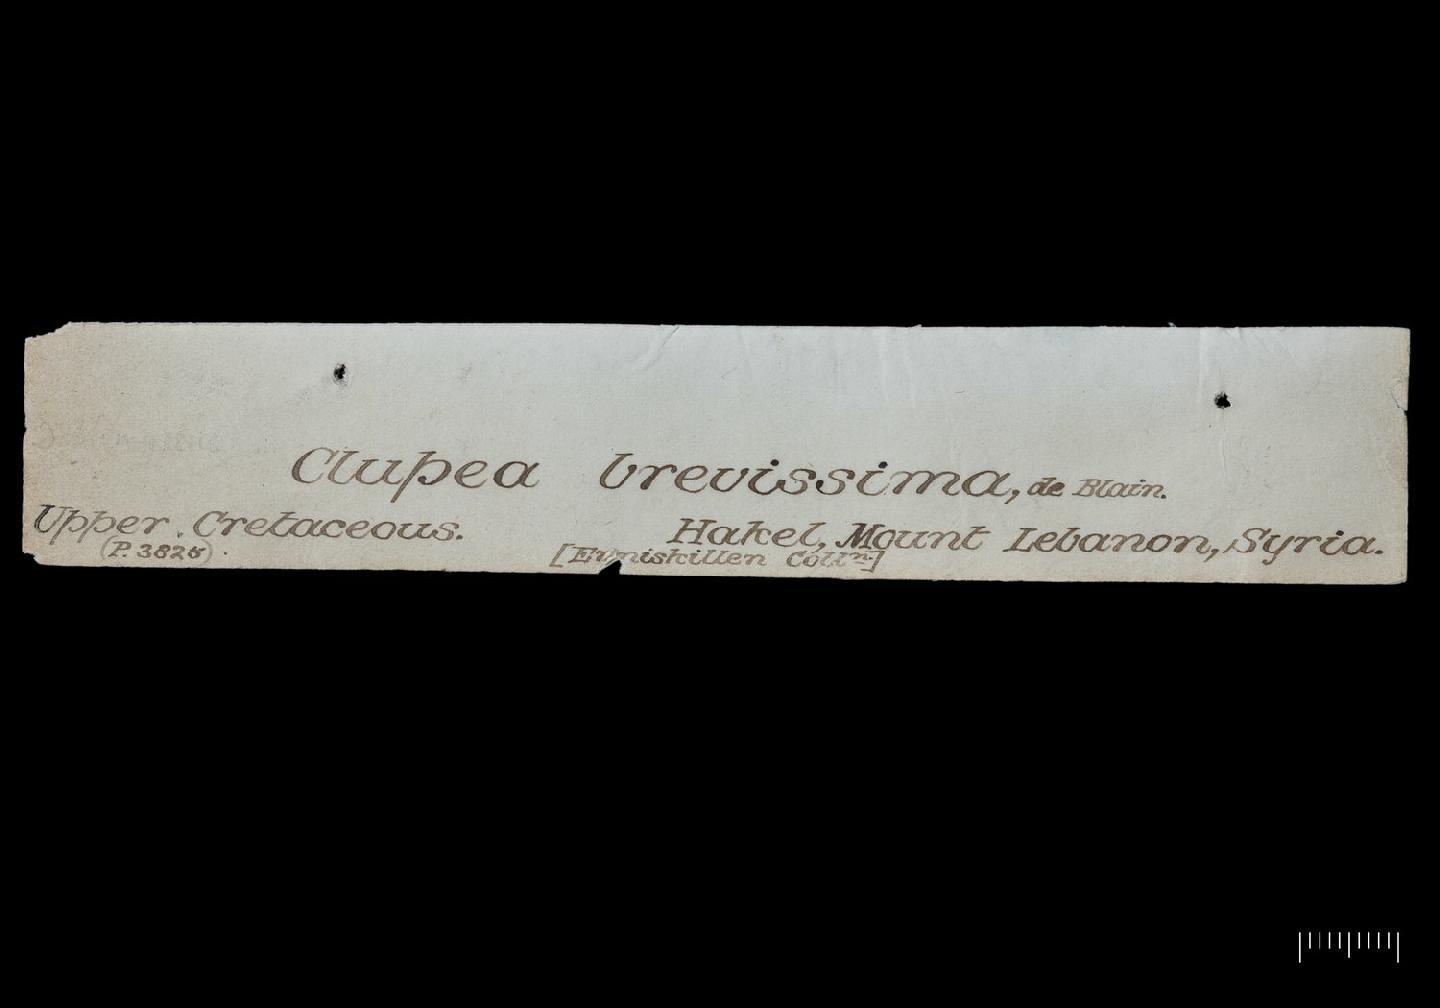 Clupea brevissima, de Blain.
Upper Cretaceous. Hakel, Mount Lebanon, Syria.
(P. 3825). [Enniskillen Colln.]